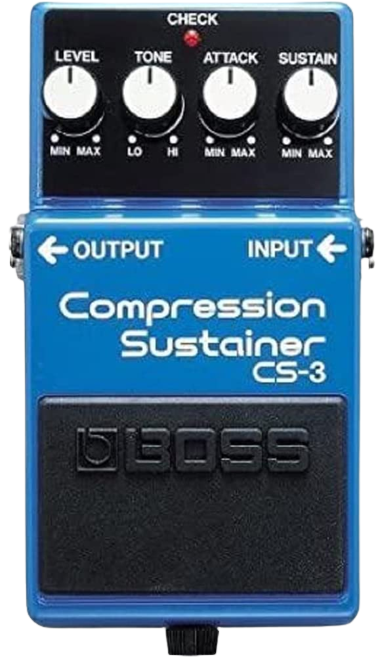 CHECK
LEVEL TONE ATTACK SUSTAIN
MIN MAX LO HI MIN MAX MIN MAX
OUTPUT INPUT
Compression
Sustainer
CS-3
BOSS